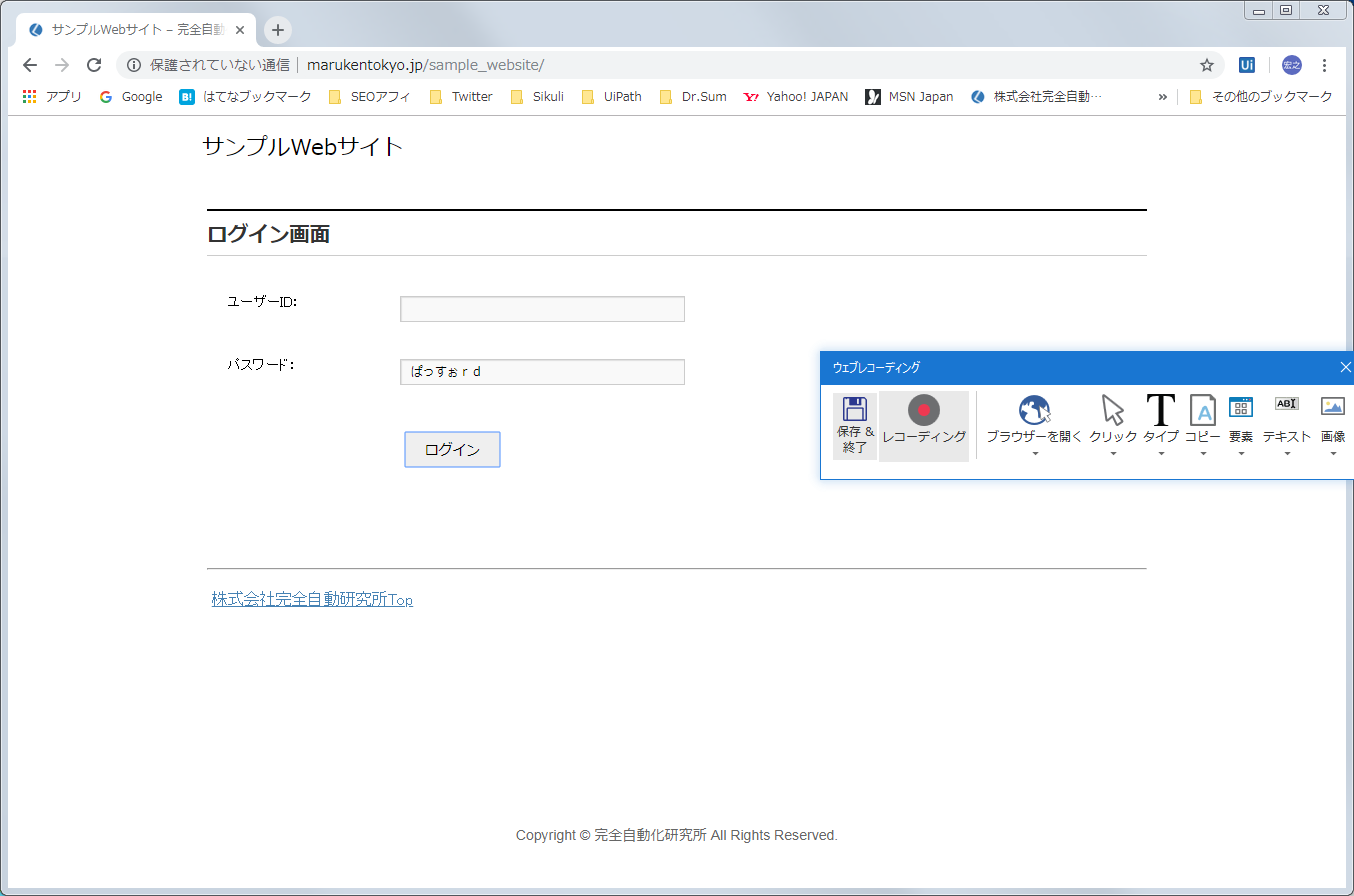 サンプルWebサイト – 完全自動
保護されていない通信 | marukentokyo.jp/sample_website/
Ui 宏之
アプリ Google B! はてなブックマーク SEOアフィ Twitter Sikuli UiPath Dr.Sum Y! Yahoo! JAPAN MSN Japan 株式会社完全自動… » その他のブックマーク
サンプルWebサイト
ログイン画面
ユーザーID:
パスワード:
ぱっすぉｒｄ
ログイン
ウェブレコーディング
保存 &
終了
レコーディング
ブラウザーを開く
クリック
T
タイプ
A
コピー
要素
ABI
テキスト
画像
株式会社完全自動研究所Top
Copyright © 完全自動化研究所 All Rights Reserved.